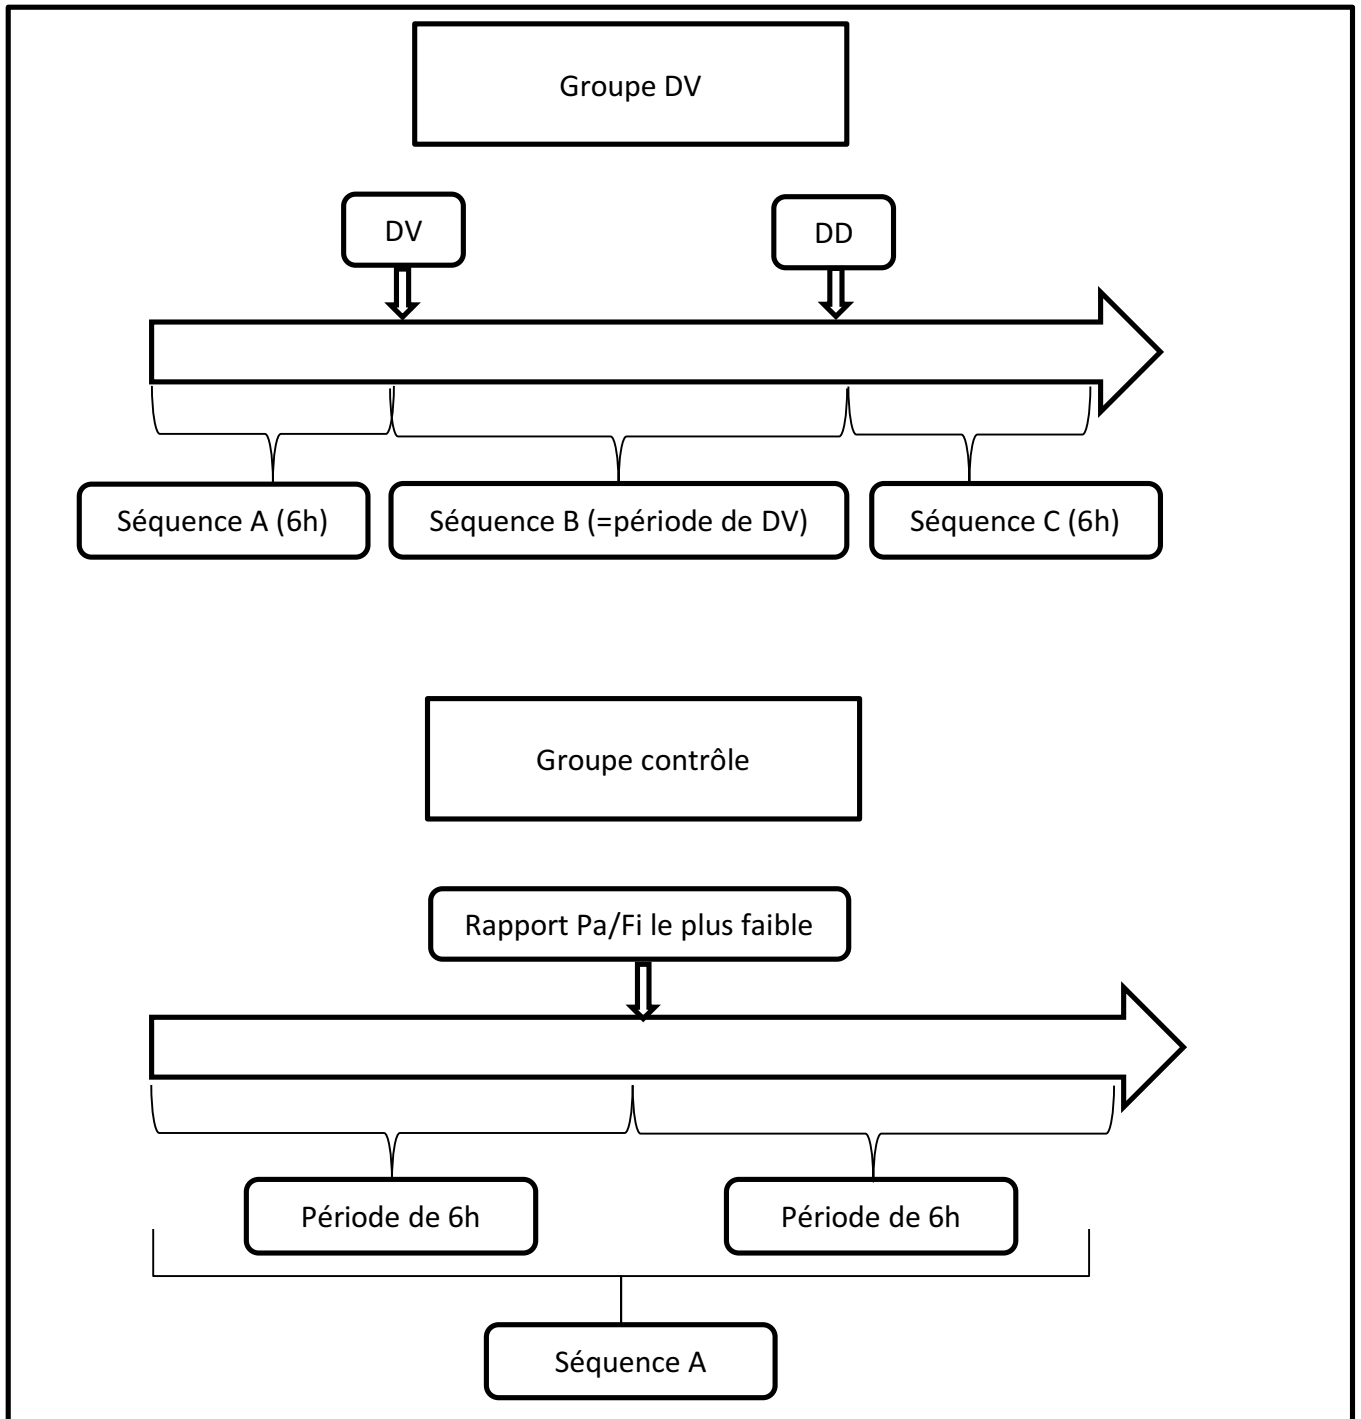 Groupe DV
DV
DD
Séquence A (6h)
Séquence B (=période de DV)
Séquence C (6h)
Groupe contrôle
Rapport Pa/Fi le plus faible
Période de 6h
Période de 6h
Séquence A